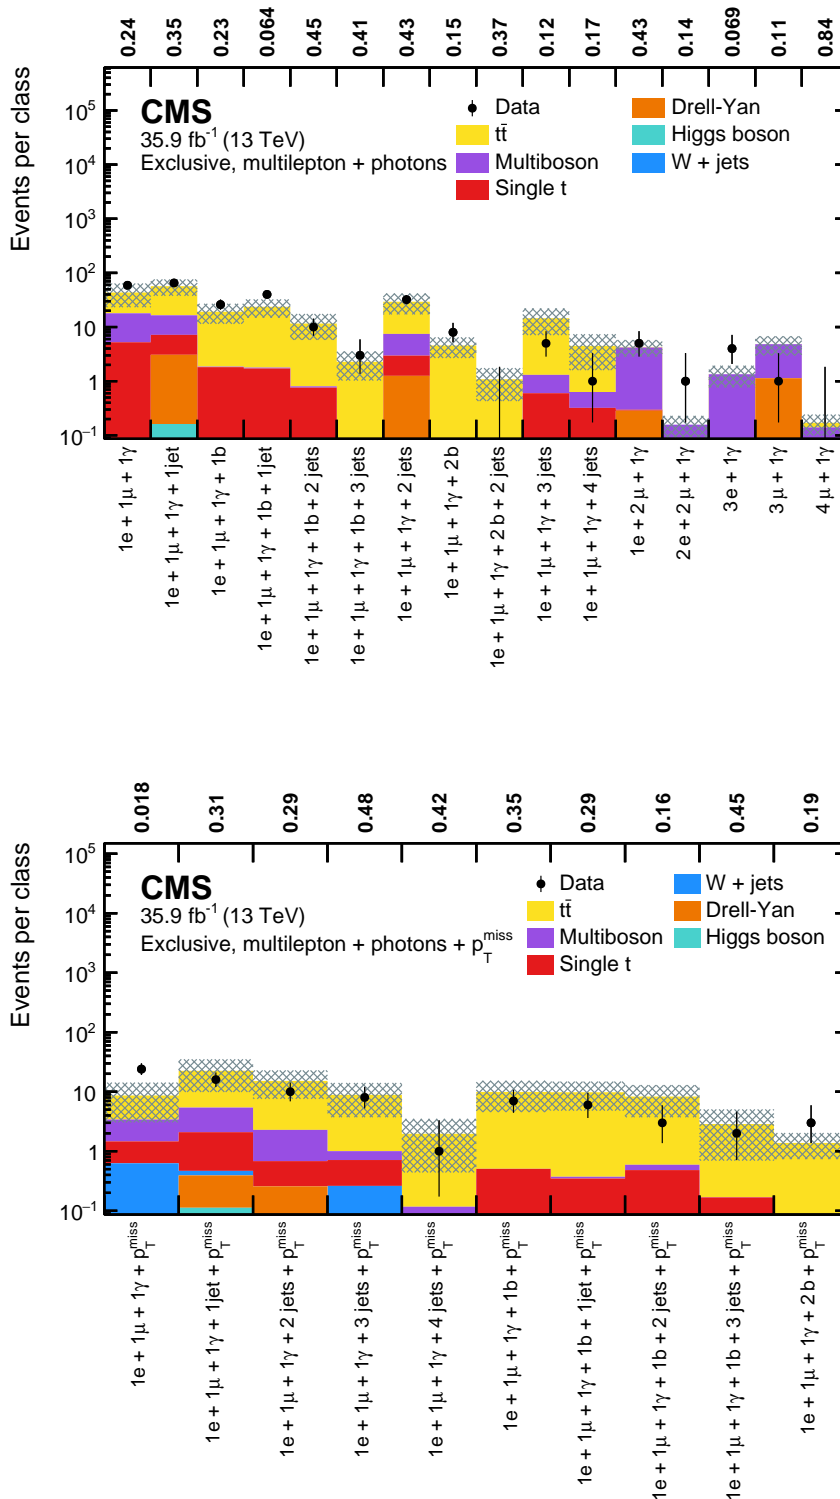 0.24 0.35 0.23 0.064 0.45 0.41 0.43 0.15 0.37 0.12 0.17 0.43 0.14 0.069 0.11 0.84
Events per class
10⁵
10⁴
10³
10²
10
1
10⁻¹
CMS
35.9 fb⁻¹ (13 TeV)
Exclusive, multilepton + photons
Data
tt̄
Multiboson
Single t
Drell-Yan
Higgs boson
W + jets
1e + 1μ + 1γ
1e + 1μ + 1γ + 1jet
1e + 1μ + 1γ + 1b
1e + 1μ + 1γ + 1b + 1jet
1e + 1μ + 1γ + 1b + 2 jets
1e + 1μ + 1γ + 1b + 3 jets
1e + 1μ + 1γ + 2 jets
1e + 1μ + 1γ + 2b
1e + 1μ + 1γ + 2b + 2 jets
1e + 1μ + 1γ + 3 jets
1e + 1μ + 1γ + 4 jets
1e + 2μ + 1γ
2e + 2μ + 1γ
3e + 1γ
3μ + 1γ
4μ + 1γ
0.018 0.31 0.29 0.48 0.42 0.35 0.29 0.16 0.45 0.19
Events per class
10⁵
10⁴
10³
10²
10
1
10⁻¹
CMS
35.9 fb⁻¹ (13 TeV)
Exclusive, multilepton + photons + p_T^miss
Data
tt̄
Multiboson
Single t
W + jets
Drell-Yan
Higgs boson
1e + 1μ + 1γ + p_T^miss
1e + 1μ + 1γ + 1jet + p_T^miss
1e + 1μ + 1γ + 2 jets + p_T^miss
1e + 1μ + 1γ + 3 jets + p_T^miss
1e + 1μ + 1γ + 4 jets + p_T^miss
1e + 1μ + 1γ + 1b + p_T^miss
1e + 1μ + 1γ + 1b + 1jet + p_T^miss
1e + 1μ + 1γ + 1b + 2 jets + p_T^miss
1e + 1μ + 1γ + 1b + 3 jets + p_T^miss
1e + 1μ + 1γ + 2b + p_T^miss